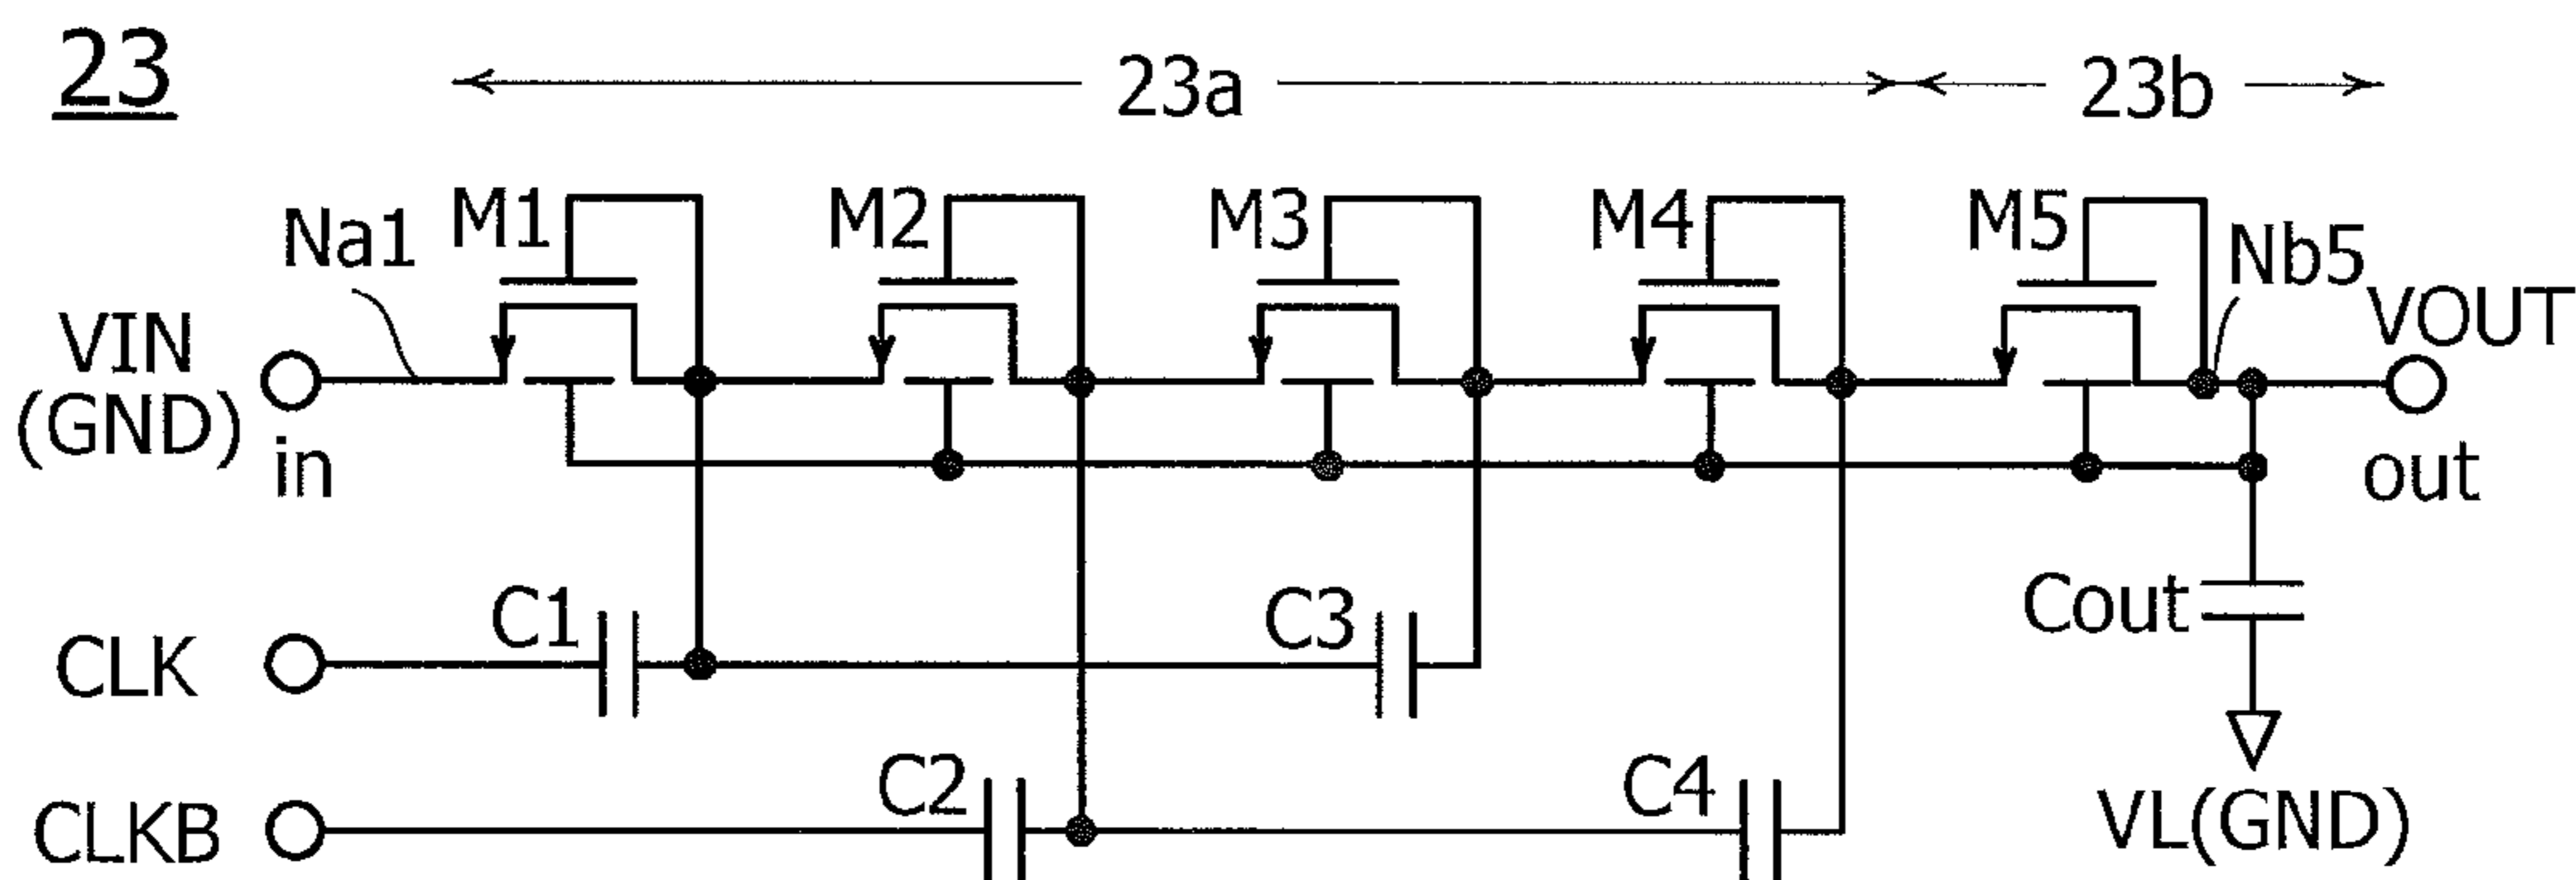 23
23a
23b
M1
M2
M3
M4
M5
Na1
Nb5
VIN
(GND)
in
VOUT
out
C1
C3
Cout
CLK
C2
C4
CLKB
VL(GND)